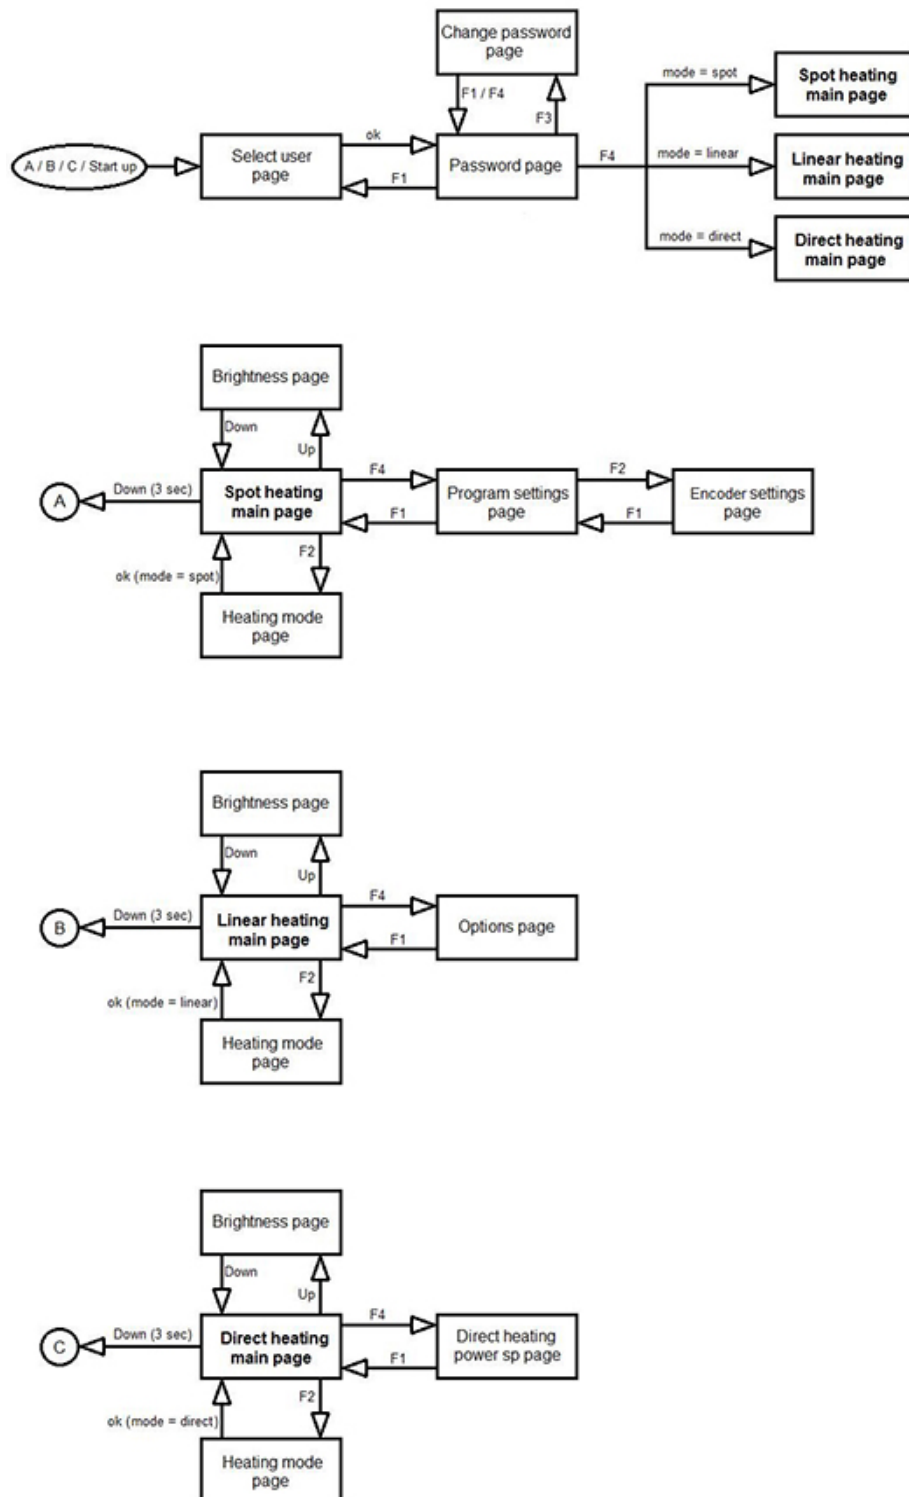 Change password
page
mode = spot
Spot heating
main page
F1 / F4
F3
ok
A / B / C / Start up
Select user
page
Password page
F4
mode = linear
Linear heating
main page
F1
mode = direct
Direct heating
main page
Brightness page
Down
Up
F4
F2
A
Down (3 sec)
Spot heating
main page
Program settings
page
Encoder settings
page
F1
F1
F2
ok (mode = spot)
Heating mode
page
Brightness page
Down
Up
F4
B
Down (3 sec)
Linear heating
main page
Options page
F1
F2
ok (mode = linear)
Heating mode
page
Brightness page
Down
Up
F4
C
Down (3 sec)
Direct heating
main page
Direct heating
power sp page
F1
F2
ok (mode = direct)
Heating mode
page